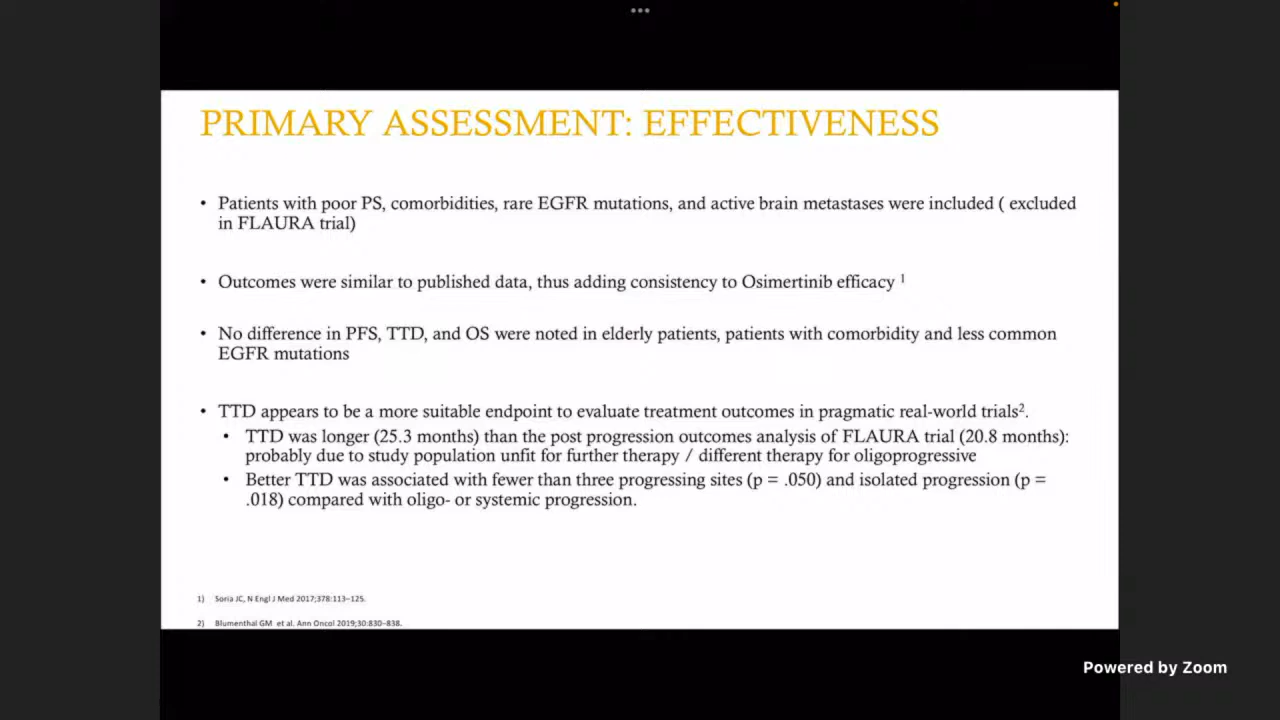 PRIMARY ASSESSMENT: EFFECTIVENESS
• Patients with poor PS, comorbidities, rare EGFR mutations, and active brain metastases were included ( excluded
in FLAURA trial)
• Outcomes were similar to published data, thus adding consistency to Osimertinib efficacy 1
• No difference in PFS, TTD, and OS were noted in elderly patients, patients with comorbidity and less common
EGFR mutations
• TTD appears to be a more suitable endpoint to evaluate treatment outcomes in pragmatic real-world trials2.
• TTD was longer (25.3 months) than the post progression outcomes analysis of FLAURA trial (20.8 months):
probably due to study population unfit for further therapy / different therapy for oligoprogressive
• Better TTD was associated with fewer than three progressing sites (p = .050) and isolated progression (p =
.018) compared with oligo- or systemic progression.
1) Soria JC, N Engl J Med 2017;378:113–125.
2) Blumenthal GM et al. Ann Oncol 2019;30:830–838.
Powered by Zoom